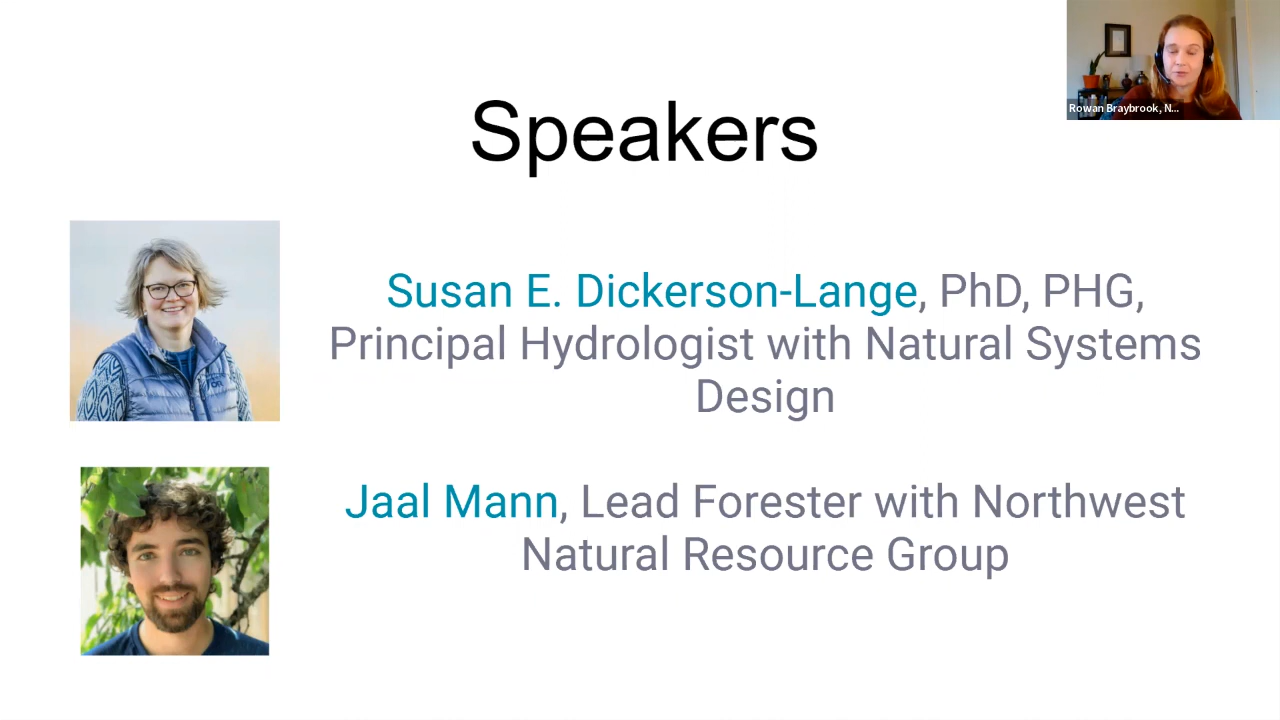 Rowan Braybrook, N...
Speakers
Susan E. Dickerson-Lange, PhD, PHG,
Principal Hydrologist with Natural Systems
Design
Jaal Mann, Lead Forester with Northwest
Natural Resource Group